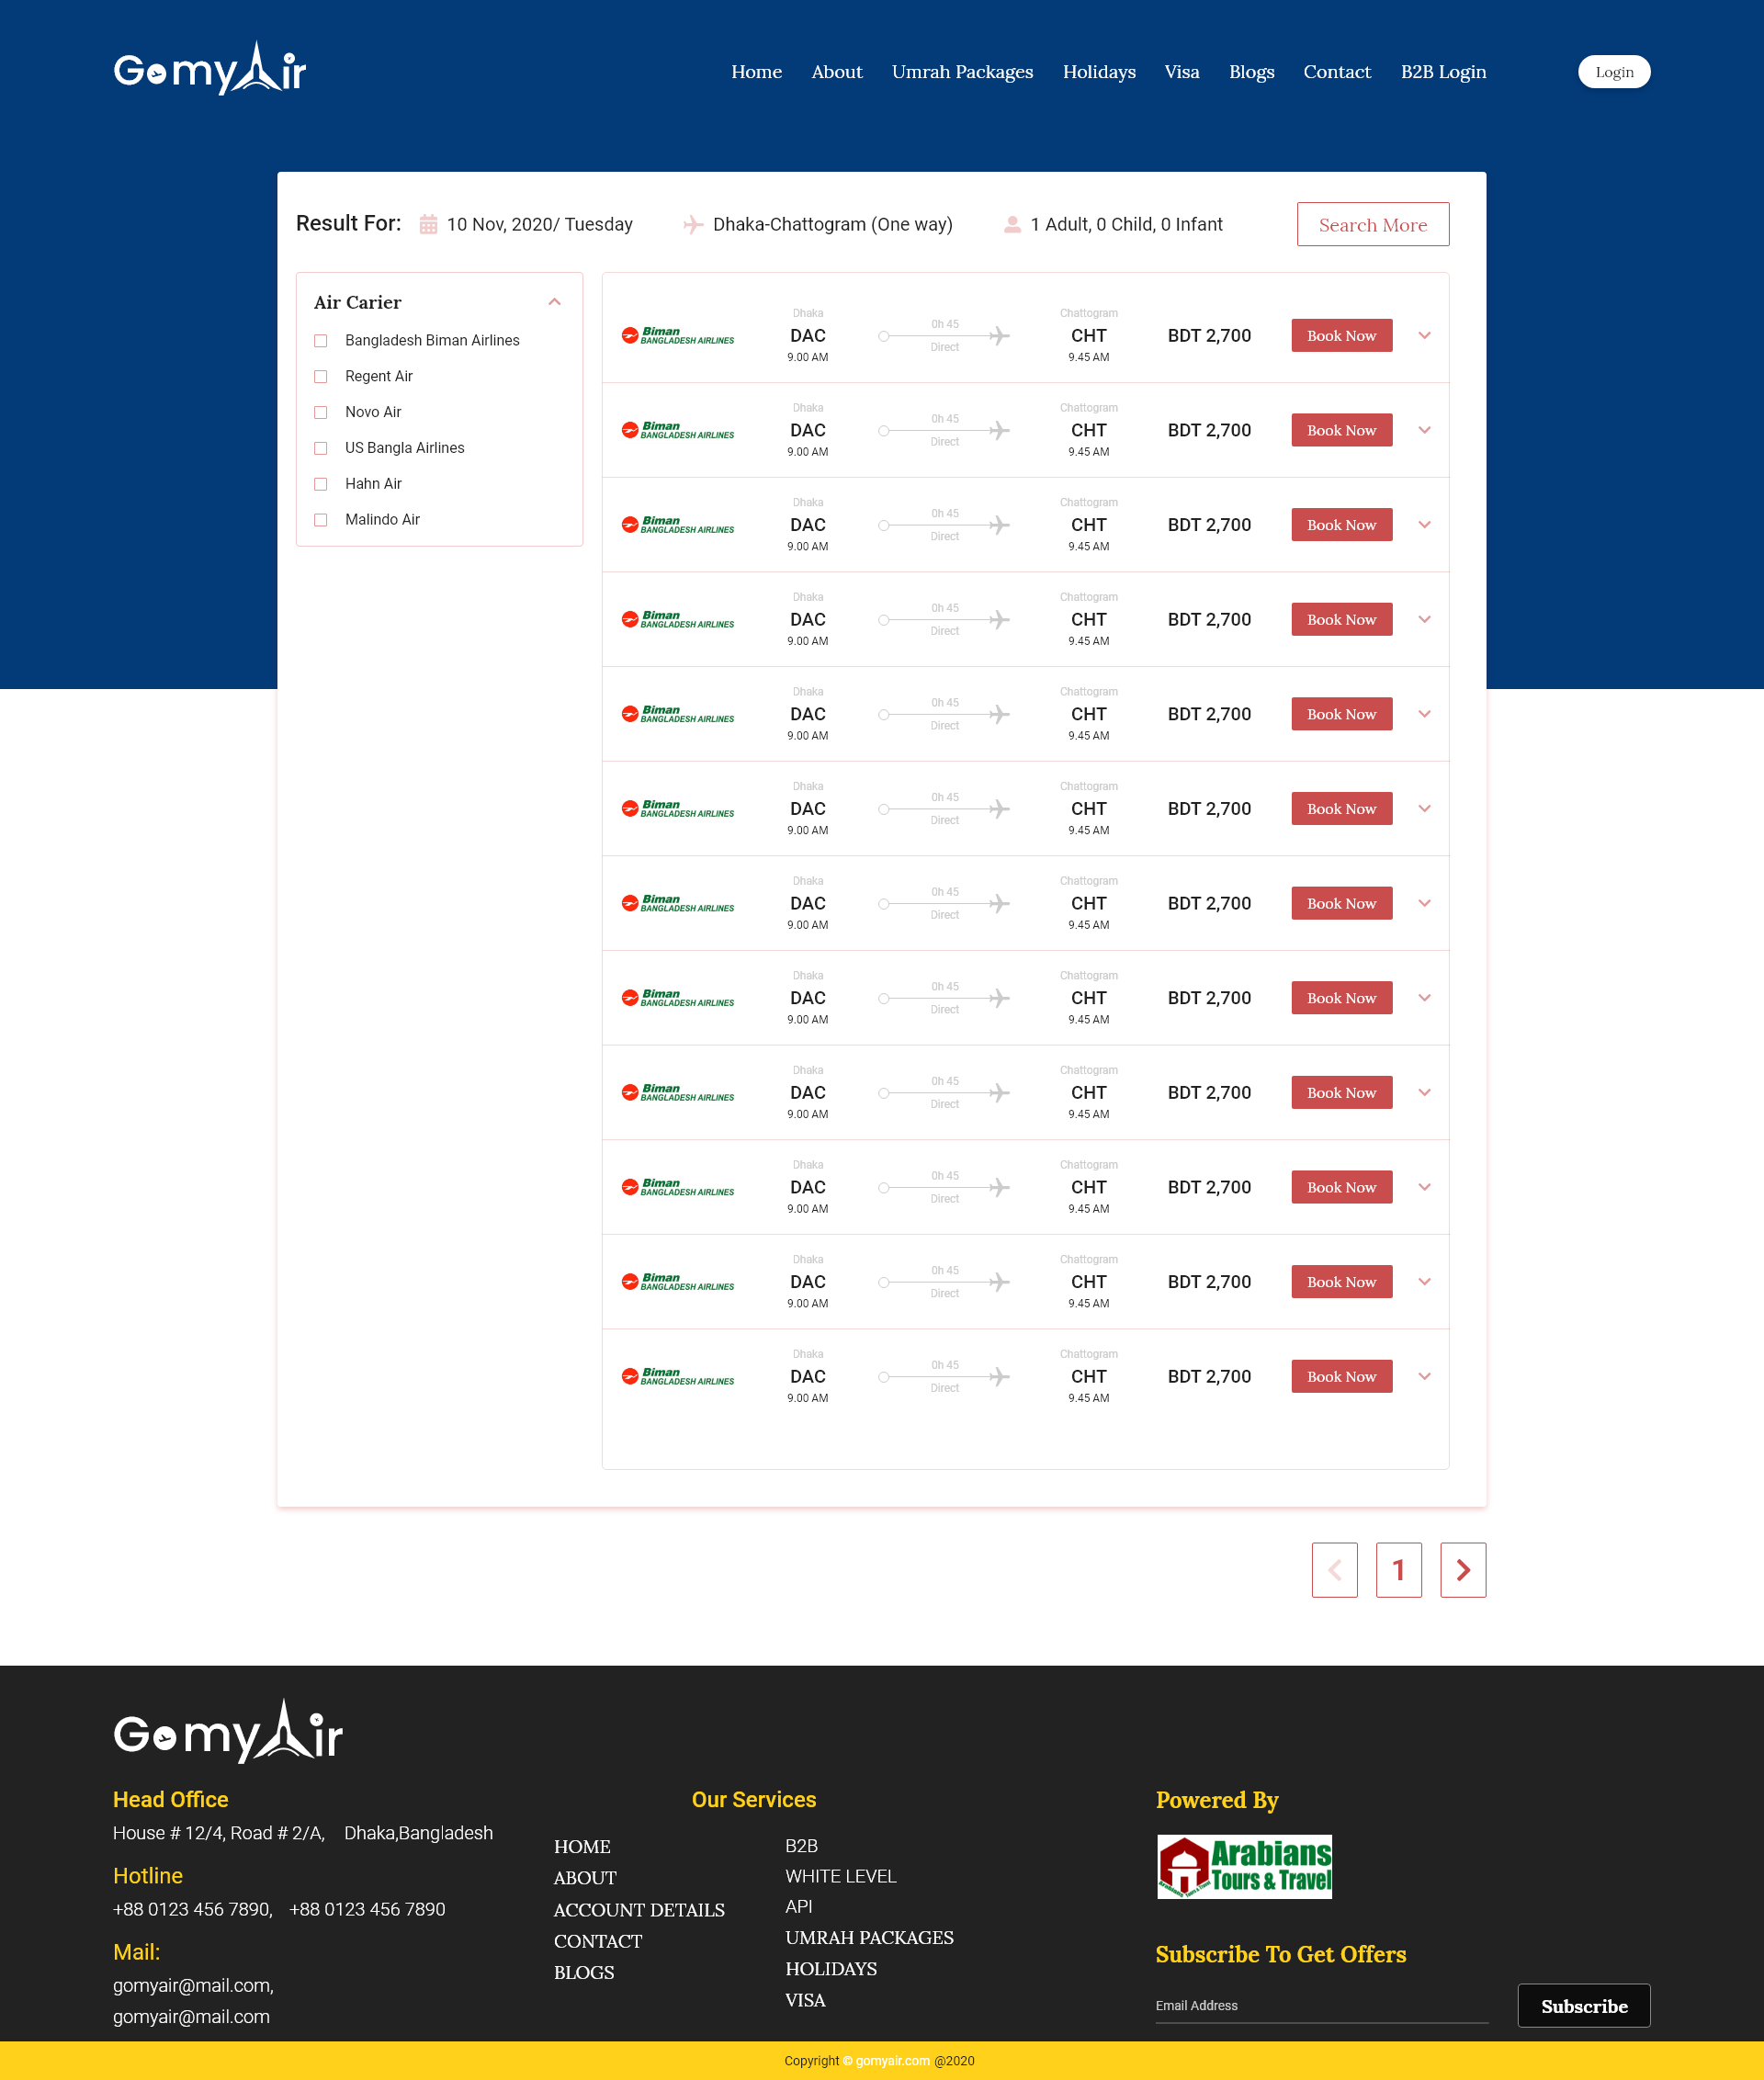 GomyAir
Home About Umrah Packages Holidays Visa Blogs Contact B2B Login Login
Result For: 10 Nov, 2020/ Tuesday Dhaka-Chattogram (One way) 1 Adult, 0 Child, 0 Infant Search More
Air Carier
Bangladesh Biman Airlines
Regent Air
Novo Air
US Bangla Airlines
Hahn Air
Malindo Air
Dhaka Chattogram
Biman BANGLADESH AIRLINES DAC 0h 45 Direct CHT BDT 2,700 Book Now
9.00 AM 9.45 AM
Dhaka Chattogram
Biman BANGLADESH AIRLINES DAC 0h 45 Direct CHT BDT 2,700 Book Now
9.00 AM 9.45 AM
Dhaka Chattogram
Biman BANGLADESH AIRLINES DAC 0h 45 Direct CHT BDT 2,700 Book Now
9.00 AM 9.45 AM
Dhaka Chattogram
Biman BANGLADESH AIRLINES DAC 0h 45 Direct CHT BDT 2,700 Book Now
9.00 AM 9.45 AM
Dhaka Chattogram
Biman BANGLADESH AIRLINES DAC 0h 45 Direct CHT BDT 2,700 Book Now
9.00 AM 9.45 AM
Dhaka Chattogram
Biman BANGLADESH AIRLINES DAC 0h 45 Direct CHT BDT 2,700 Book Now
9.00 AM 9.45 AM
Dhaka Chattogram
Biman BANGLADESH AIRLINES DAC 0h 45 Direct CHT BDT 2,700 Book Now
9.00 AM 9.45 AM
Dhaka Chattogram
Biman BANGLADESH AIRLINES DAC 0h 45 Direct CHT BDT 2,700 Book Now
9.00 AM 9.45 AM
Dhaka Chattogram
Biman BANGLADESH AIRLINES DAC 0h 45 Direct CHT BDT 2,700 Book Now
9.00 AM 9.45 AM
Dhaka Chattogram
Biman BANGLADESH AIRLINES DAC 0h 45 Direct CHT BDT 2,700 Book Now
9.00 AM 9.45 AM
Dhaka Chattogram
Biman BANGLADESH AIRLINES DAC 0h 45 Direct CHT BDT 2,700 Book Now
9.00 AM 9.45 AM
Dhaka Chattogram
Biman BANGLADESH AIRLINES DAC 0h 45 Direct CHT BDT 2,700 Book Now
9.00 AM 9.45 AM
1
GomyAir
Head Office
House # 12/4, Road # 2/A, Dhaka,Bangladesh
Hotline
+88 0123 456 7890, +88 0123 456 7890
Mail:
gomyair@mail.com,
gomyair@mail.com
Our Services
HOME
ABOUT
ACCOUNT DETAILS
CONTACT
BLOGS
B2B
WHITE LEVEL
API
UMRAH PACKAGES
HOLIDAYS
VISA
Powered By
Arabians
Tours & Travel
Subscribe To Get Offers
Email Address Subscribe
Copyright © gomyair.com @2020